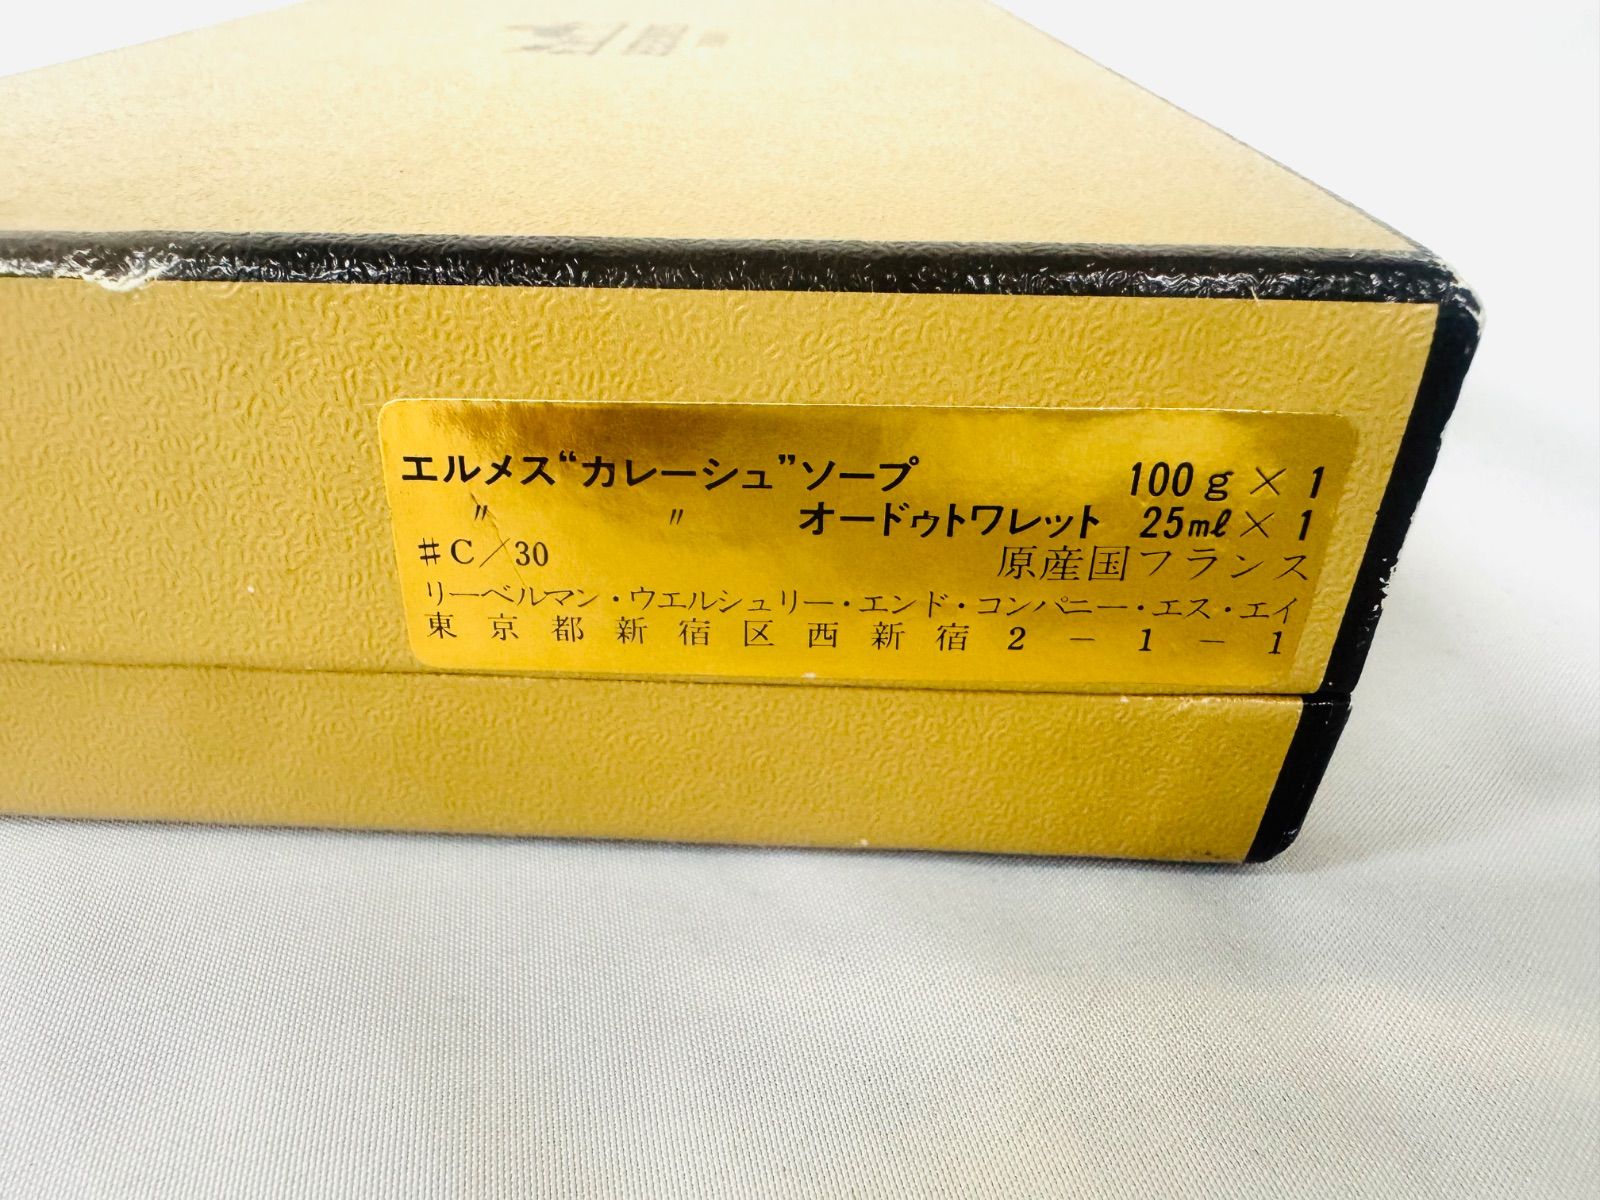 エルメス“カレーシュ”ソープ 100g×1
〃 〃 オードゥトワレット 25mℓ×1
#C/30 原産国フランス
リーベルマン・ウエルシュリー・エンド・コンパニー・エス・エイ
東京都新宿区西新宿2-1-1